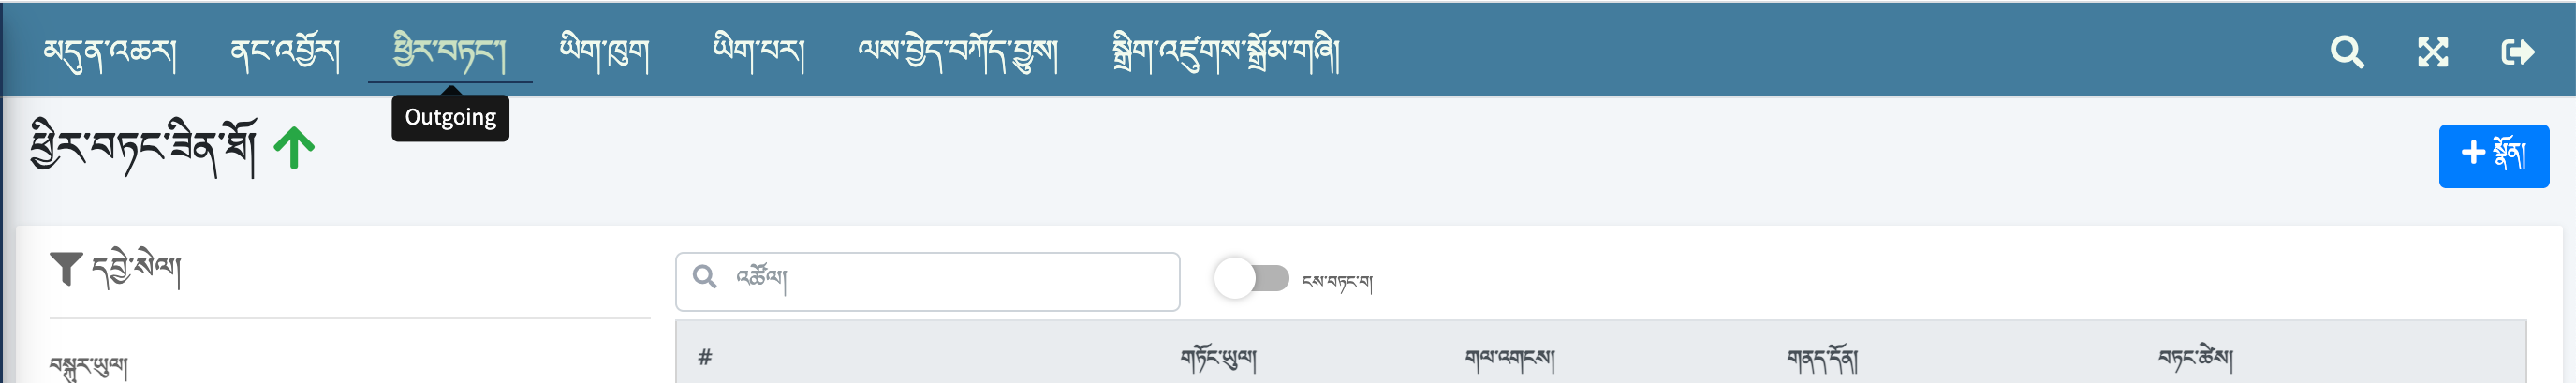 མདུན་འཆར། ནང་འབྱོར། ཕྱིར་བཏང་། ཡིག་ཁུག ཡིག་པར། ལས་བྱེད་བཀོད་བྱུས། སྒྲིག་འཛུགས་སྒྲོམ་གཞི།
Outgoing
ཕྱིར་བཏང་ཟིན་ཐོ།
སྣོན།
དབྱེ་སེལ།
འཚོལ།
ངས་བཏང་བ།
བསྐུར་ཡུལ།
# གཏོང་ཡུལ། གལ་འགངས། གནད་དོན། བཏང་ཚེས།